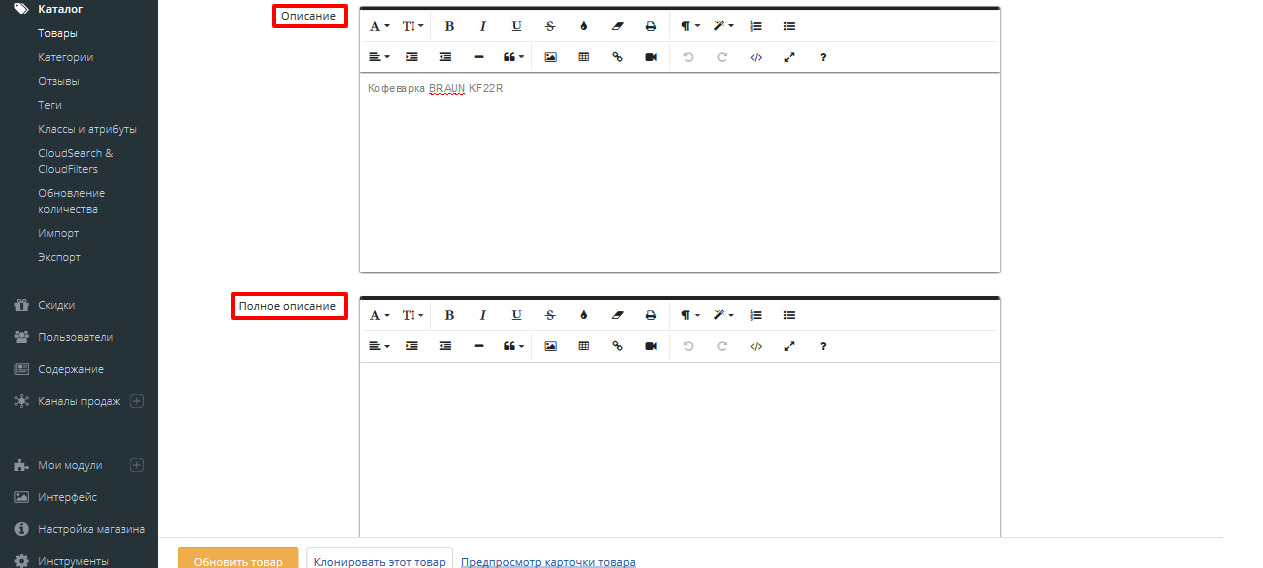 Каталог
Товары
Категории
Отзывы
Теги
Классы и атрибуты
CloudSearch &
CloudFilters
Обновление
количества
Импорт
Экспорт
Скидки
Пользователи
Содержание
Каналы продаж
Мои модули
Интерфейс
Настройка магазина
Инструменты
Описание
Кофеварка BRAUN KF22R
Полное описание
Обновить товар
Клонировать этот товар
Предпросмотр карточки товара